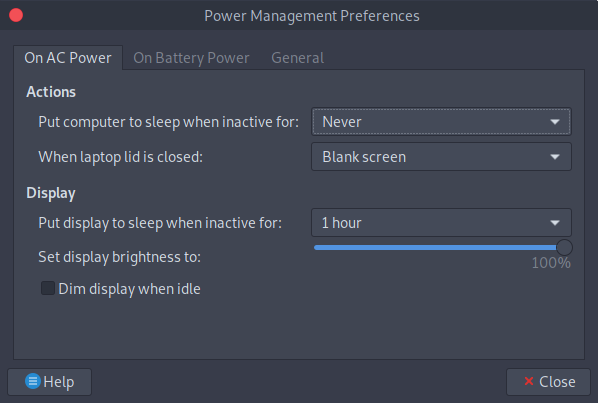 Power Management Preferences
On AC Power On Battery Power General
Actions
Put computer to sleep when inactive for: Never
When laptop lid is closed: Blank screen
Display
Put display to sleep when inactive for: 1 hour
Set display brightness to:
100%
Dim display when idle
Help Close